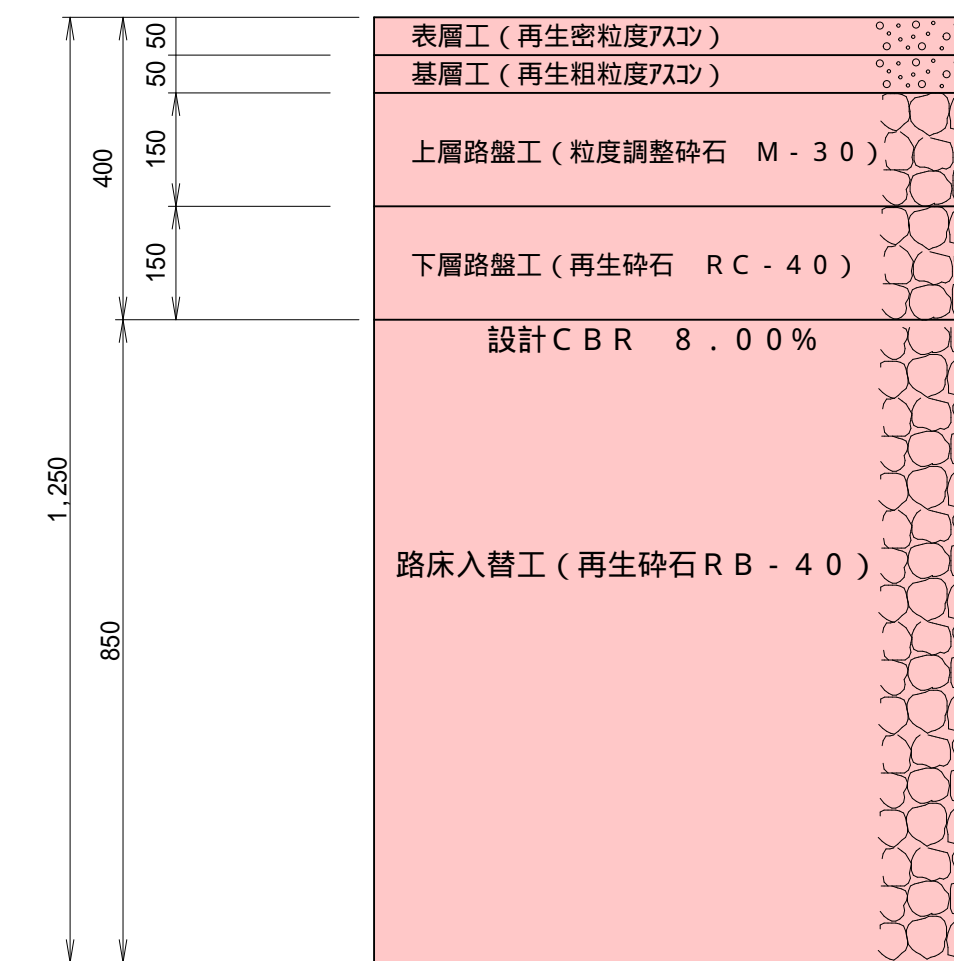 50
表層工（再生密粒度ｱｽｺﾝ）
50
基層工（再生粗粒度ｱｽｺﾝ）
150
400
上層路盤工（粒度調整砕石　Ｍ-３０）
150
下層路盤工（再生砕石　ＲＣ-４０）
設計ＣＢＲ　８．００％
1,250
路床入替工（再生砕石ＲＢ-４０）
850